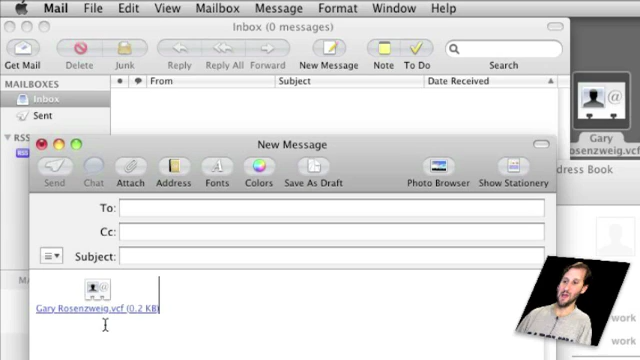 Mail File Edit View Mailbox Message Format Window Help
Inbox (0 messages)
Get Mail Delete Junk Reply Reply All Forward New Message Note To Do Search
MAILBOXES From Subject Date Received
Inbox
Sent
Gary
osenzweig.vcf
RSS
RSS
New Message
dress Book
Send Chat Attach Address Fonts Colors Save As Draft Photo Browser Show Stationery
To:
Cc:
Subject:
Gary Rosenzweig.vcf (0.2 KB)
work
work